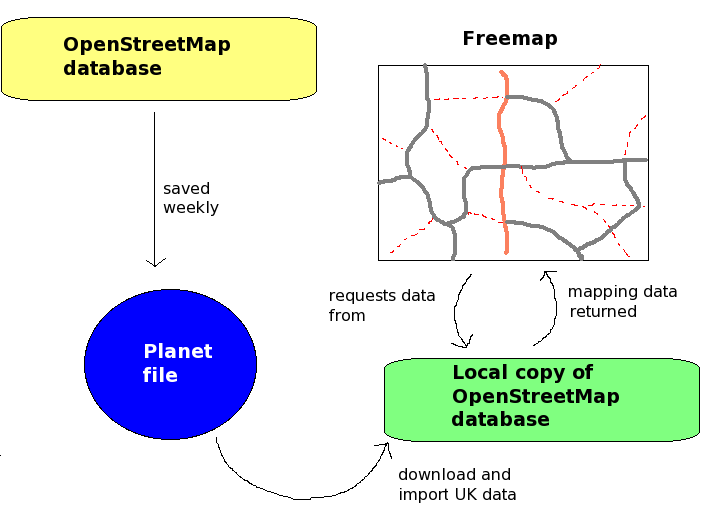 OpenStreetMap
database
Freemap
saved
weekly
requests data
from
mapping data
returned
Planet
file
Local copy of
OpenStreetMap
database
download and
import UK data